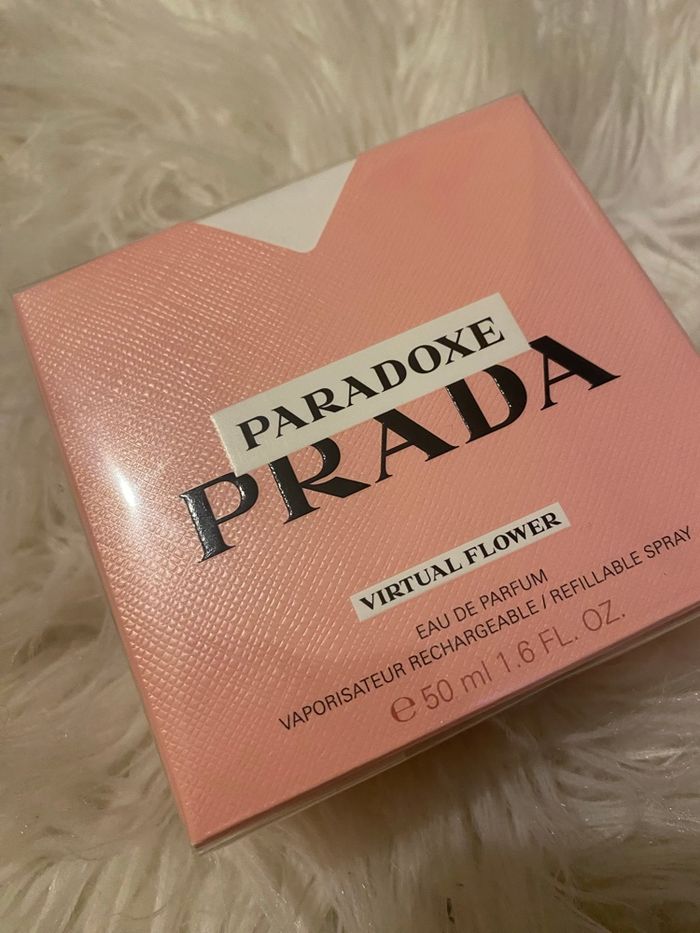 PARADOXE
PRADA
VIRTUAL FLOWER
EAU DE PARFUM
VAPORISATEUR RECHARGEABLE / REFILLABLE SPRAY
℮ 50 ml 1.6 FL. OZ.